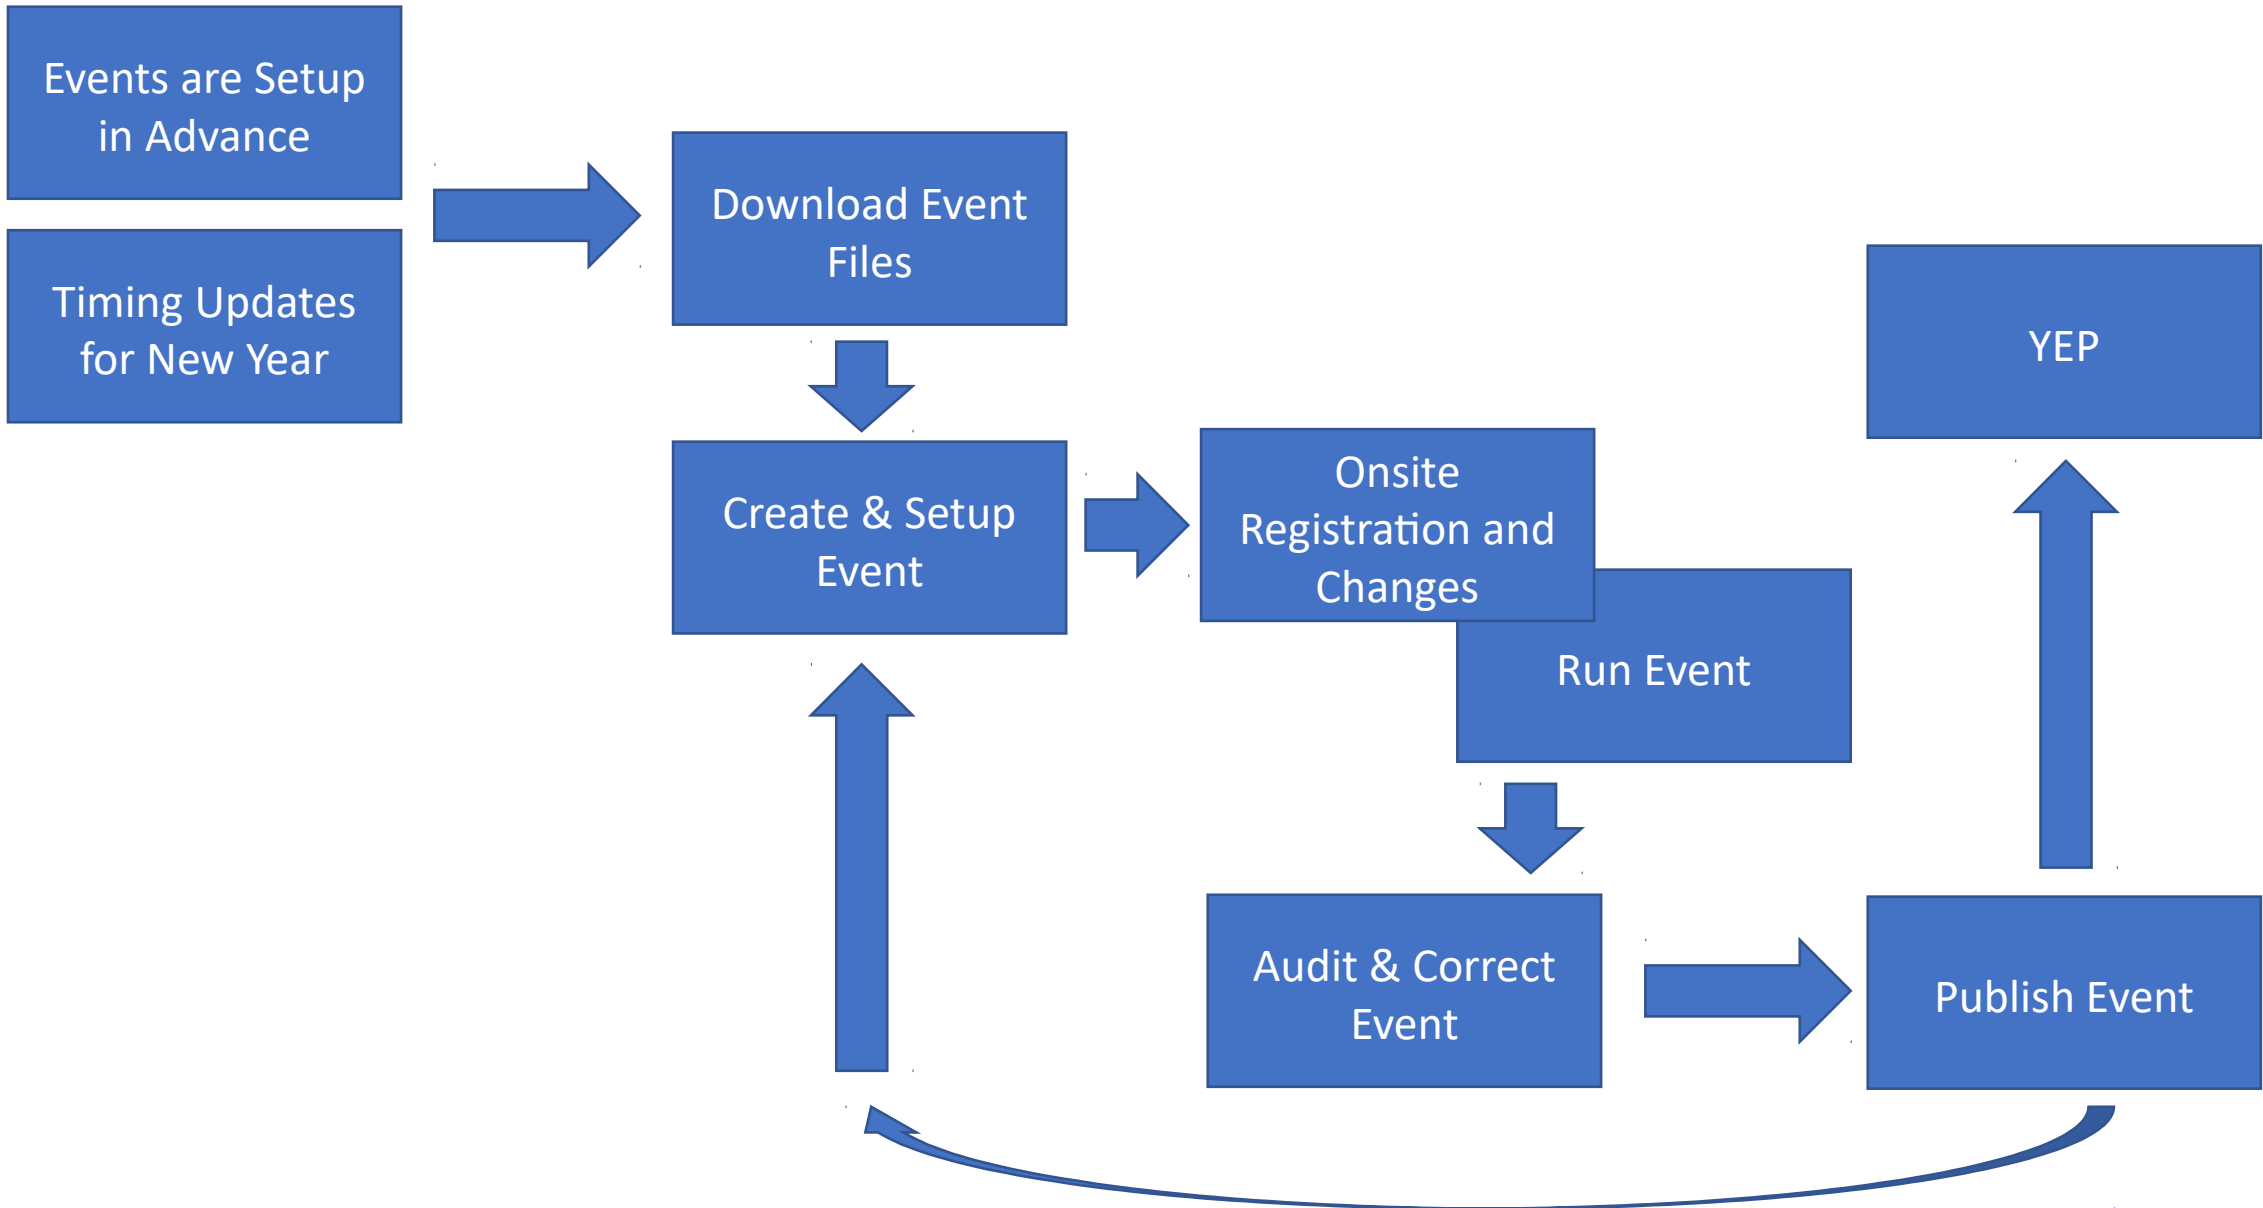 Events are Setup
in Advance
Timing Updates
for New Year
Download Event
Files
Create & Setup
Event
Onsite
Registration and
Changes
Run Event
YEP
Audit & Correct
Event
Publish Event